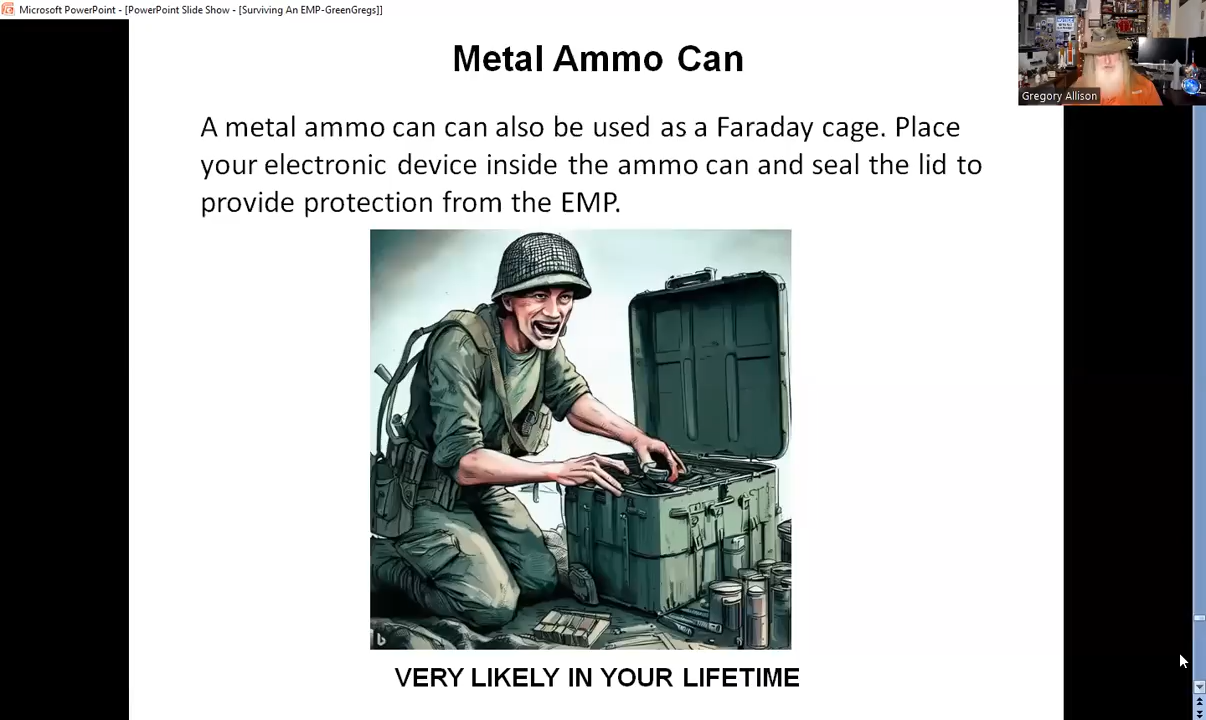 Microsoft PowerPoint - [PowerPoint Slide Show - [Surviving An EMP-GreenGregs]]
Metal Ammo Can
Gregory Allison
A metal ammo can can also be used as a Faraday cage. Place
your electronic device inside the ammo can and seal the lid to
provide protection from the EMP.
VERY LIKELY IN YOUR LIFETIME